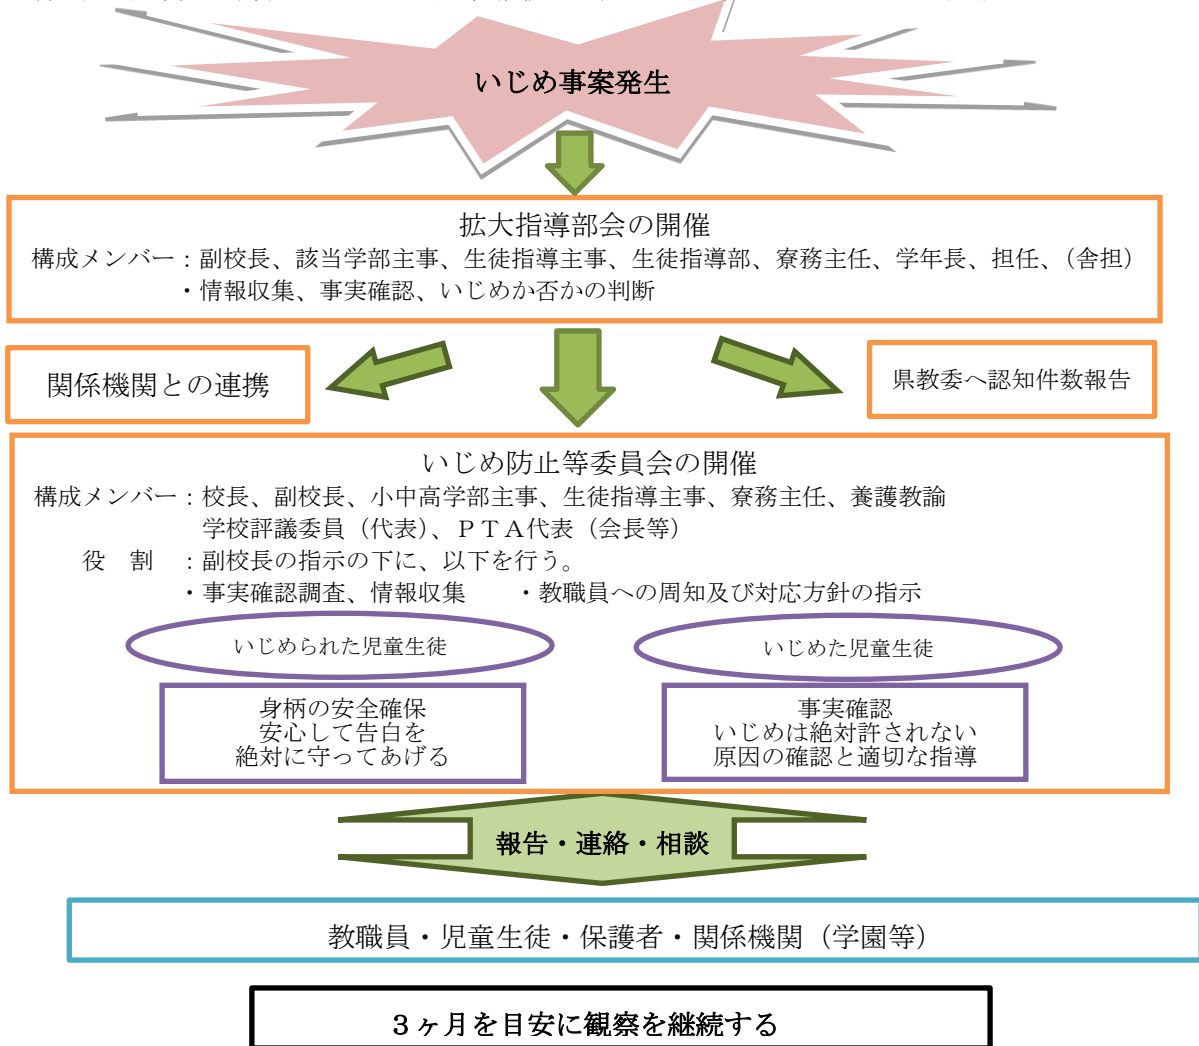 いじめ事案発生
拡大指導部会の開催
構成メンバー：副校長、該当学部主事、生徒指導主事、生徒指導部、寮務主任、学年長、担任、（舎担）
・情報収集、事実確認、いじめか否かの判断
関係機関との連携
県教委へ認知件数報告
いじめ防止等委員会の開催
構成メンバー：校長、副校長、小中高学部主事、生徒指導主事、寮務主任、養護教諭
学校評議委員（代表）、ＰＴＡ代表（会長等）
役　割　：副校長の指示の下に、以下を行う。
・事実確認調査、情報収集　　・教職員への周知及び対応方針の指示
いじめられた児童生徒
いじめた児童生徒
身柄の安全確保
安心して告白を
絶対に守ってあげる
事実確認
いじめは絶対許されない
原因の確認と適切な指導
報告・連絡・相談
教職員・児童生徒・保護者・関係機関（学園等）
３ヶ月を目安に観察を継続する